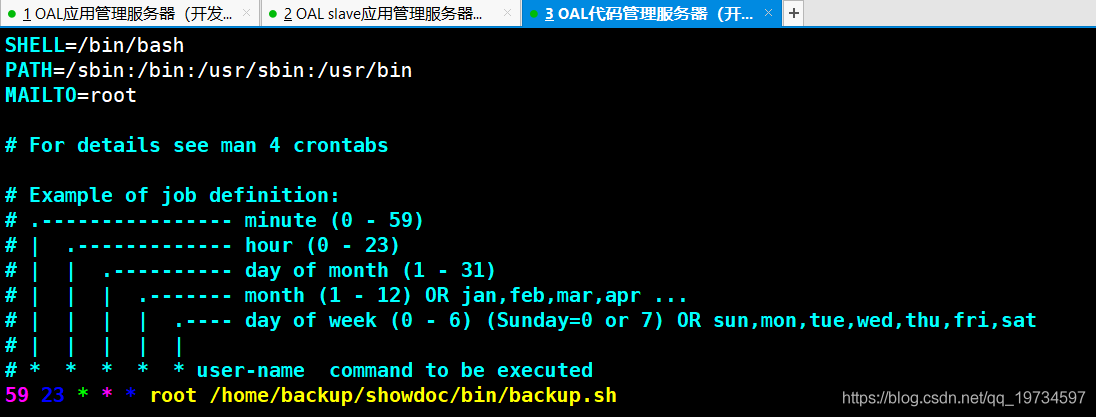 1 OAL应用管理服务器（开发... × 2 OAL slave应用管理服务器... × 3 OAL代码管理服务器（开... × +
SHELL=/bin/bash
PATH=/sbin:/bin:/usr/sbin:/usr/bin
MAILTO=root
# For details see man 4 crontabs
# Example of job definition:
# .---------------- minute (0 - 59)
# |  .------------- hour (0 - 23)
# |  |  .---------- day of month (1 - 31)
# |  |  |  .------- month (1 - 12) OR jan,feb,mar,apr ...
# |  |  |  |  .---- day of week (0 - 6) (Sunday=0 or 7) OR sun,mon,tue,wed,thu,fri,sat
# |  |  |  |  |
# *  *  *  *  * user-name  command to be executed
59 23 * * * root /home/backup/showdoc/bin/backup.sh
https://blog.csdn.net/qq_19734597